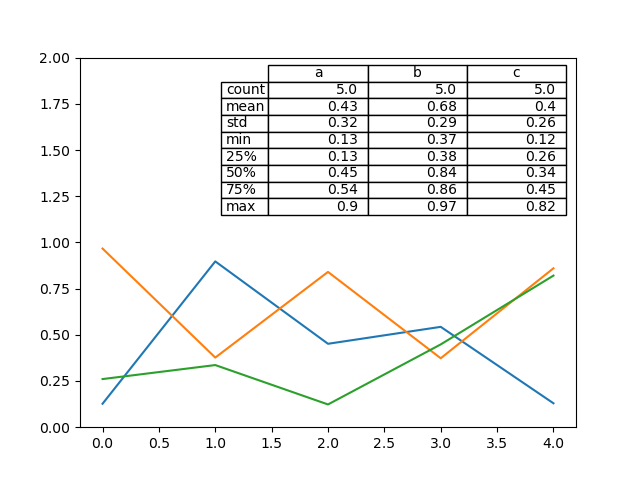 2.00
1.75
1.50
1.25
1.00
0.75
0.50
0.25
0.00
a b c
count 5.0 5.0 5.0
mean 0.43 0.68 0.4
std 0.32 0.29 0.26
min 0.13 0.37 0.12
25% 0.13 0.38 0.26
50% 0.45 0.84 0.34
75% 0.54 0.86 0.45
max 0.9 0.97 0.82
0.0 0.5 1.0 1.5 2.0 2.5 3.0 3.5 4.0